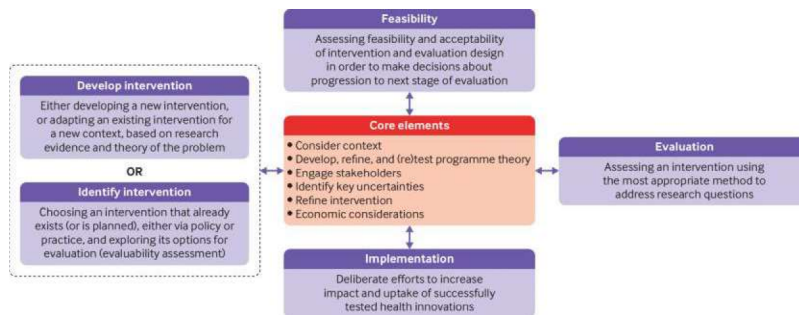 Feasibility
Assessing feasibility and acceptability
of intervention and evaluation design
in order to make decisions about
progression to next stage of evaluation
Develop intervention
Either developing a new intervention,
or adapting an existing intervention for
a new context, based on research
evidence and theory of the problem
OR
Identify intervention
Choosing an intervention that already
exists (or is planned), either via policy or
practice, and exploring its options for
evaluation (evaluability assessment)
Core elements
• Consider context
• Develop, refine, and (re)test programme theory
• Engage stakeholders
• Identify key uncertainties
• Refine intervention
• Economic considerations
Evaluation
Assessing an intervention using
the most appropriate method to
address research questions
Implementation
Deliberate efforts to increase
impact and uptake of successfully
tested health innovations